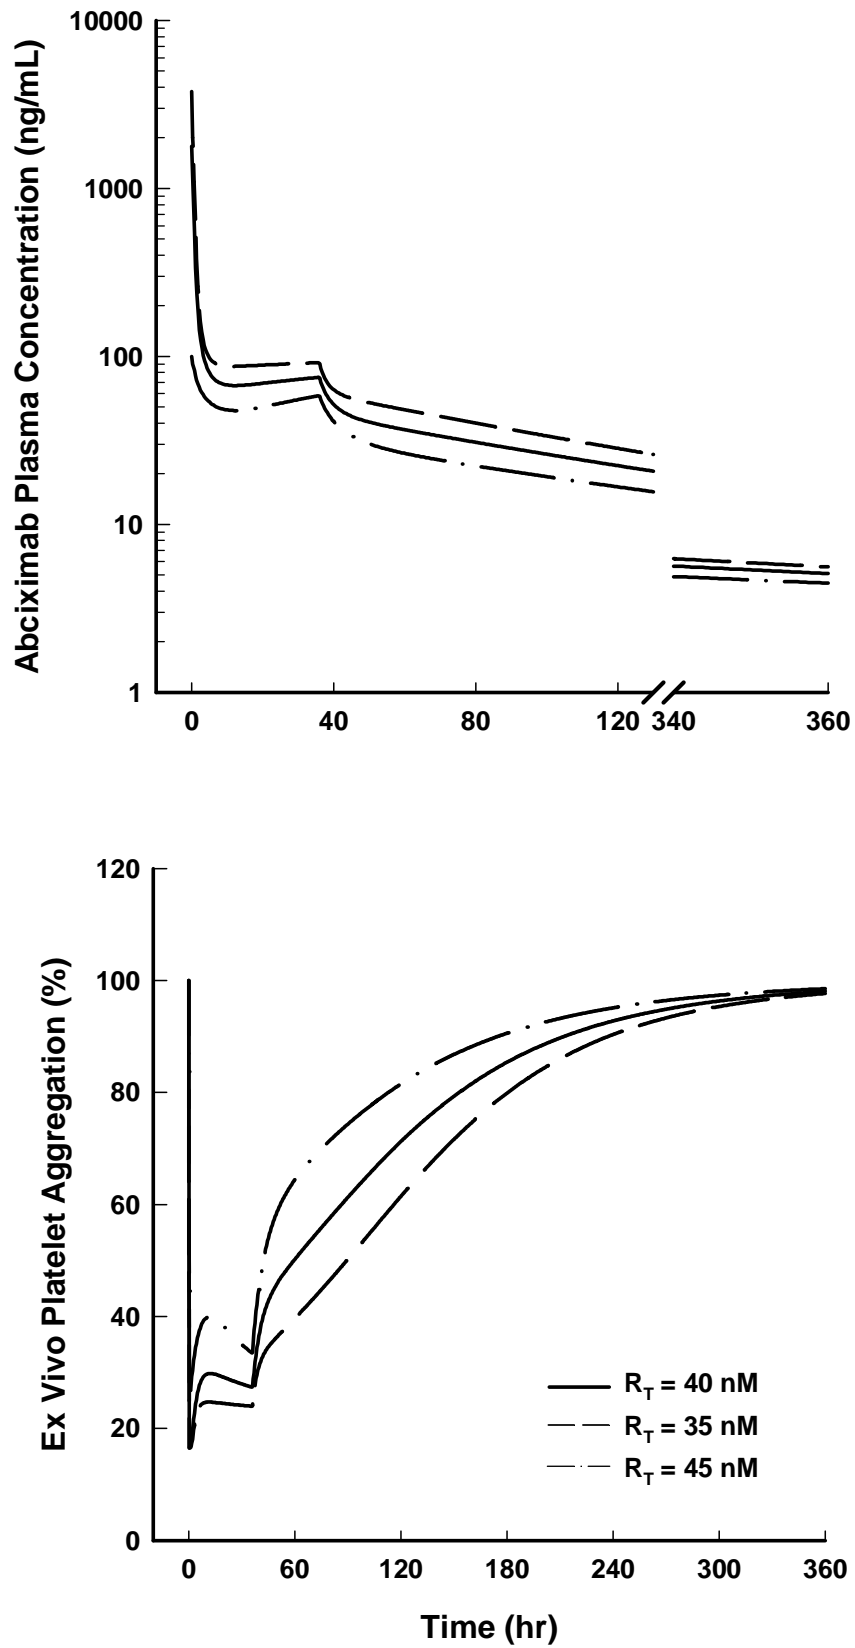 Abciximab Plasma Concentration (ng/mL)
10000
1000
100
10
1
0 40 80 120 340 360
Ex Vivo Platelet Aggregation (%)
120
100
80
60
40
20
0
R_T = 40 nM
R_T = 35 nM
R_T = 45 nM
0 60 120 180 240 300 360
Time (hr)